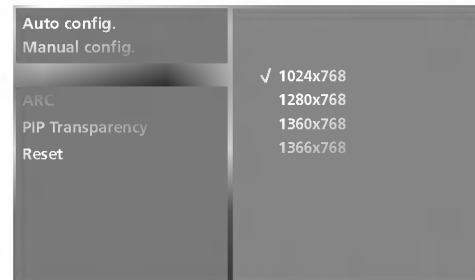 Auto config.
Manual config.
ARC
PIP Transparency
Reset
√ 1024x768
1280x768
1360x768
1366x768